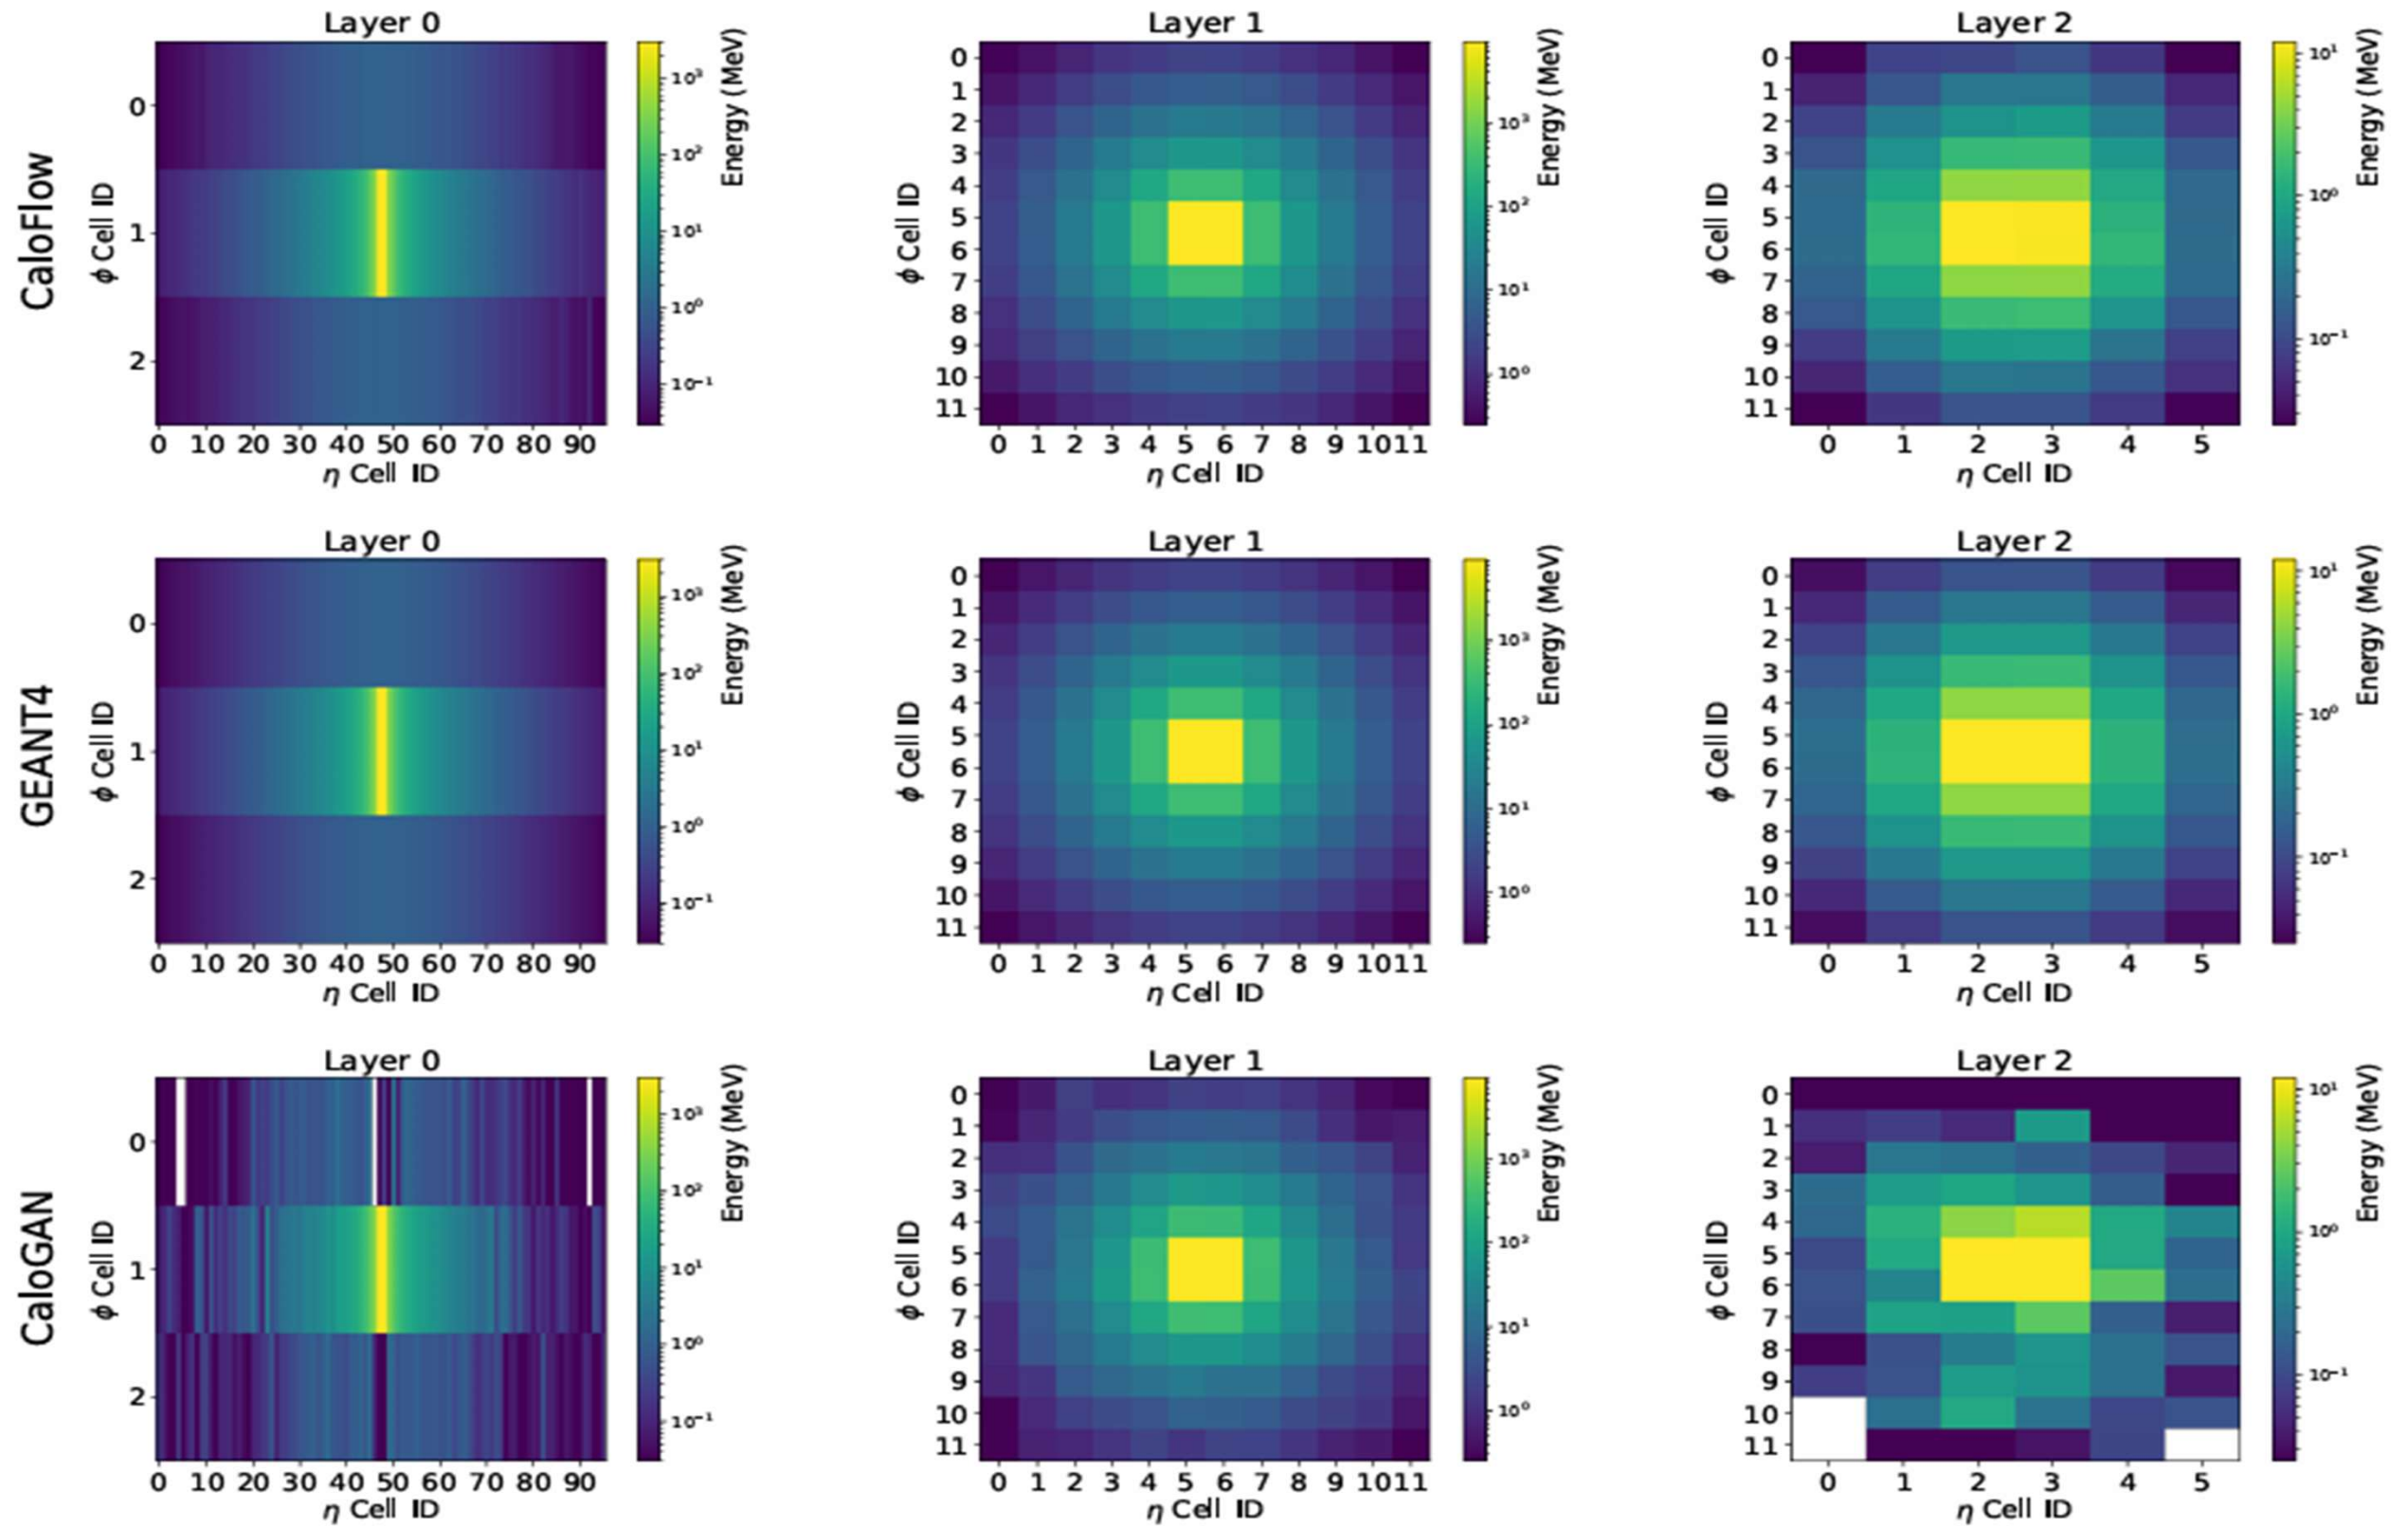 CaloFlow
Layer 0
φ Cell ID
0
1
2
0 10 20 30 40 50 60 70 80 90
η Cell ID
10³
10²
10¹
10⁰
10⁻¹
Energy (MeV)
Layer 1
φ Cell ID
0
1
2
3
4
5
6
7
8
9
10
11
0 1 2 3 4 5 6 7 8 9 10 11
η Cell ID
10³
10²
10¹
10⁰
Energy (MeV)
Layer 2
φ Cell ID
0
1
2
3
4
5
6
7
8
9
10
11
0 1 2 3 4 5
η Cell ID
10¹
10⁰
10⁻¹
Energy (MeV)
GEANT4
Layer 0
φ Cell ID
0
1
2
0 10 20 30 40 50 60 70 80 90
η Cell ID
10³
10²
10¹
10⁰
10⁻¹
Energy (MeV)
Layer 1
φ Cell ID
0
1
2
3
4
5
6
7
8
9
10
11
0 1 2 3 4 5 6 7 8 9 10 11
η Cell ID
10³
10²
10¹
10⁰
Energy (MeV)
Layer 2
φ Cell ID
0
1
2
3
4
5
6
7
8
9
10
11
0 1 2 3 4 5
η Cell ID
10¹
10⁰
10⁻¹
Energy (MeV)
CaloGAN
Layer 0
φ Cell ID
0
1
2
0 10 20 30 40 50 60 70 80 90
η Cell ID
10³
10²
10¹
10⁰
10⁻¹
Energy (MeV)
Layer 1
φ Cell ID
0
1
2
3
4
5
6
7
8
9
10
11
0 1 2 3 4 5 6 7 8 9 10 11
η Cell ID
10³
10²
10¹
10⁰
Energy (MeV)
Layer 2
φ Cell ID
0
1
2
3
4
5
6
7
8
9
10
11
0 1 2 3 4 5
η Cell ID
10¹
10⁰
10⁻¹
Energy (MeV)